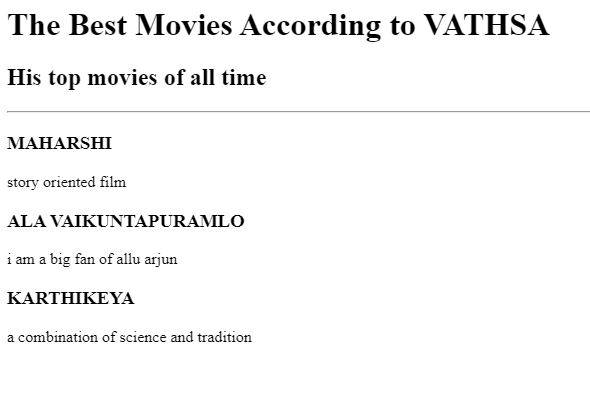 The Best Movies According to VATHSA
His top movies of all time
MAHARSHI
story oriented film
ALA VAIKUNTAPURAMLO
i am a big fan of allu arjun
KARTHIKEYA
a combination of science and tradition